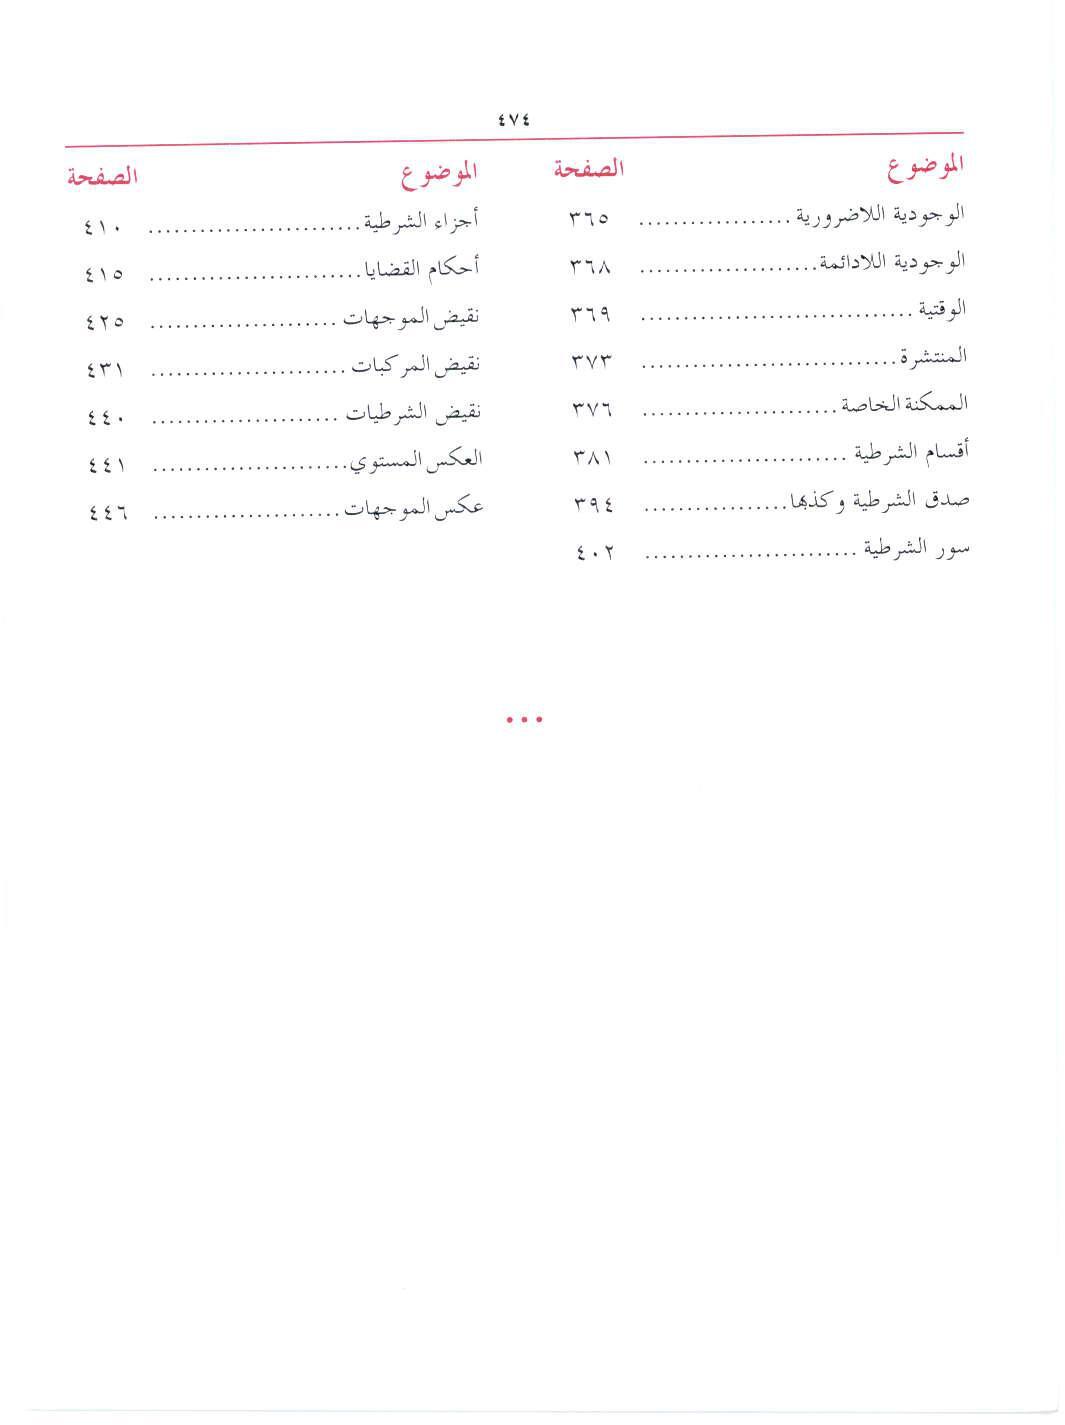 ٤٧٤
الموضوع الصفحة
الوجودية اللاضرورية .................. ٣٦٥
الوجودية اللادائمة ..................... ٣٦٨
الوقتية ................................ ٣٦٩
المنتشرة .............................. ٣٧٣
الممكنة الخاصة ....................... ٣٧٦
أقسام الشرطية ........................ ٣٨١
صدق الشرطية وكذبها ................. ٣٩٤
سور الشرطية ......................... ٤٠٢
الموضوع الصفحة
أجزاء الشرطية ......................... ٤١٠
أحكام القضايا ......................... ٤١٥
نقيض الموجهات ...................... ٤٢٥
نقيض المركبات ....................... ٤٣١
نقيض الشرطيات ...................... ٤٤٠
العكس المستوي ....................... ٤٤١
عكس الموجهات ...................... ٤٤٦
•••